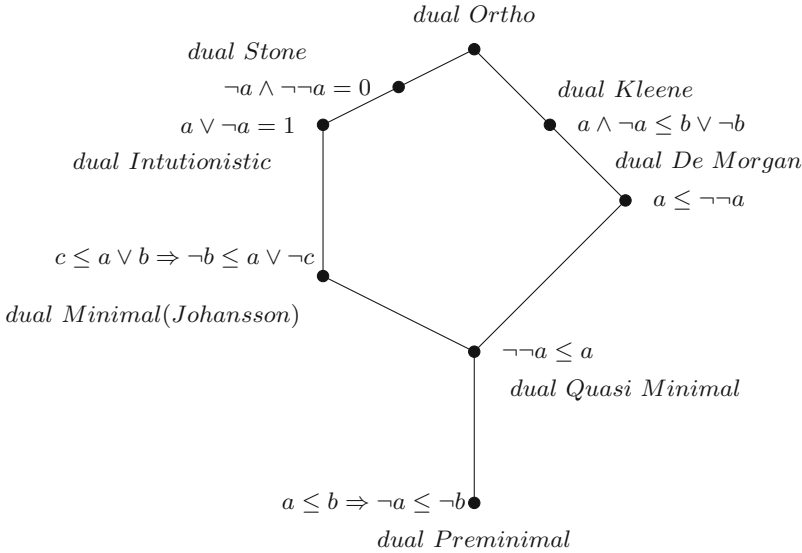 dual Ortho
dual Stone
¬a ∧ ¬¬a = 0
dual Kleene
a ∨ ¬a = 1
a ∧ ¬a ≤ b ∨ ¬b
dual Intutionistic
dual De Morgan
a ≤ ¬¬a
c ≤ a ∨ b ⇒ ¬b ≤ a ∨ ¬c
dual Minimal(Johansson)
¬¬a ≤ a
dual Quasi Minimal
a ≤ b ⇒ ¬a ≤ ¬b
dual Preminimal